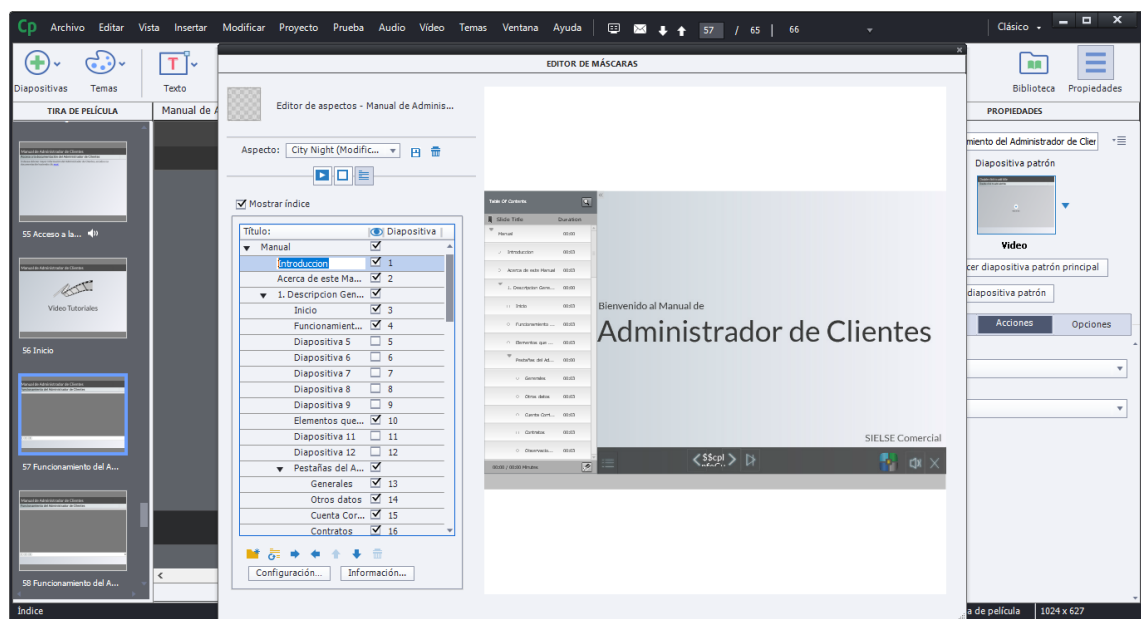 Cp Archivo Editar Vista Insertar Modificar Proyecto Prueba Audio Vídeo Temas Ventana Ayuda 57 / 65 66 Clásico
Diapositivas Temas Texto Biblioteca Propiedades
EDITOR DE MÁSCARAS
TIRA DE PELÍCULA
Manual de A
PROPIEDADES
Editor de aspectos - Manual de Adminis...
Aspecto: City Night (Modific...
Mostrar índice
Título: Diapositiva
Manual
Introduccion 1
Acerca de este Ma... 2
1. Descripcion Gen...
Inicio 3
Funcionamient... 4
Diapositiva 5 5
Diapositiva 6 6
Diapositiva 7 7
Diapositiva 8 8
Diapositiva 9 9
Elementos que... 10
Diapositiva 11 11
Diapositiva 12 12
Pestañas del A...
Generales 13
Otros datos 14
Cuenta Cor... 15
Contratos 16
Configuración... Información...
55 Acceso a la...
Video Tutoriales
56 Inicio
57 Funcionamiento del A...
58 Funcionamiento del A...
Table Of Contents
Slide Title Duration
Manual 00:00
Introduccion 00:03
Acerca de este Manual 00:03
1. Descripcion Gene... 00:00
Inicio 00:03
Funcionamiento ... 00:03
Elementos que ... 00:03
Pestañas del Ad... 00:00
Generales 00:03
Otros datos 00:03
Cuenta Corri... 00:03
Contratos 00:03
Observacio... 00:03
00:00 / 00:00 Minutes
Bienvenido al Manual de
Administrador de Clientes
SIELSE Comercial
$$cpl
miento del Administrador de Clier
Diapositiva patrón
Video
cer diapositiva patrón principal
diapositiva patrón
Acciones Opciones
Indice
a de película 1024 x 627